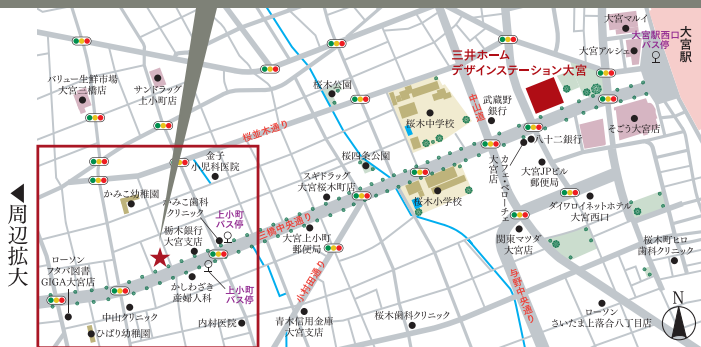 大宮マルイ
大宮駅
大宮駅西口
バス停
大宮アルシェ
三井ホーム
デザインステーション大宮
バリュー生鮮市場
大宮三橋店
サンドラッグ
上小町店
桜木公園
中山道
武蔵野
銀行
桜木中学校
そごう大宮店
桜並木通り
八十二銀行
カフェ・ベローチェ
大宮店
金子
小児科医院
桜四条公園
スギドラッグ
大宮桜木町店
大宮JPビル
郵便局
かみこ幼稚園
かみこ歯科
クリニック
上小町
バス停
桜木小学校
ダイワロイネットホテル
大宮西口
周辺拡大
栃木銀行
大宮支店
三橋中央通り
大宮上小町
郵便局
関東マツダ
大宮店
桜木町ヒロ
歯科クリニック
ローソン
フタバ図書
GIGA大宮店
小村田通り
与野中央通り
かしわざき
産婦人科
上小町
バス停
中山クリニック
内村医院
青木信用金庫
大宮支店
桜木歯科クリニック
ローソン
さいたま上落合八丁目店
N
ひばり幼稚園